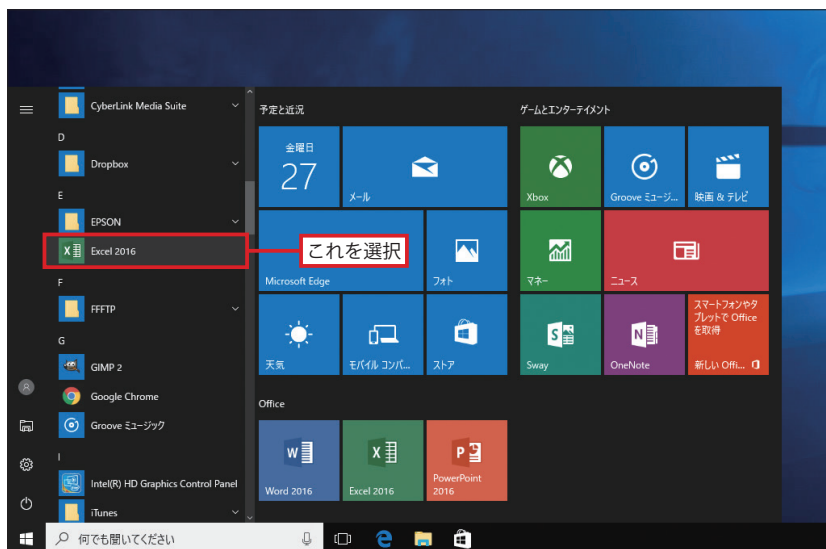 CyberLink Media Suite
D
Dropbox
E
EPSON
Excel 2016
F
FFFTP
G
GIMP 2
Google Chrome
Groove ミュージック
I
Intel(R) HD Graphics Control Panel
iTunes
何でも聞いてください
予定と近況
金曜日
27
メール
Microsoft Edge
これを選択
フォト
天気
モバイル コンパ...
ストア
Office
Word 2016
Excel 2016
PowerPoint
2016
ゲームとエンターテイメント
Xbox
Groove ミュージ...
映画 & テレビ
マネー
ニュース
Sway
OneNote
スマートフォンやタ
ブレットで Office
を取得
新しい Offi...